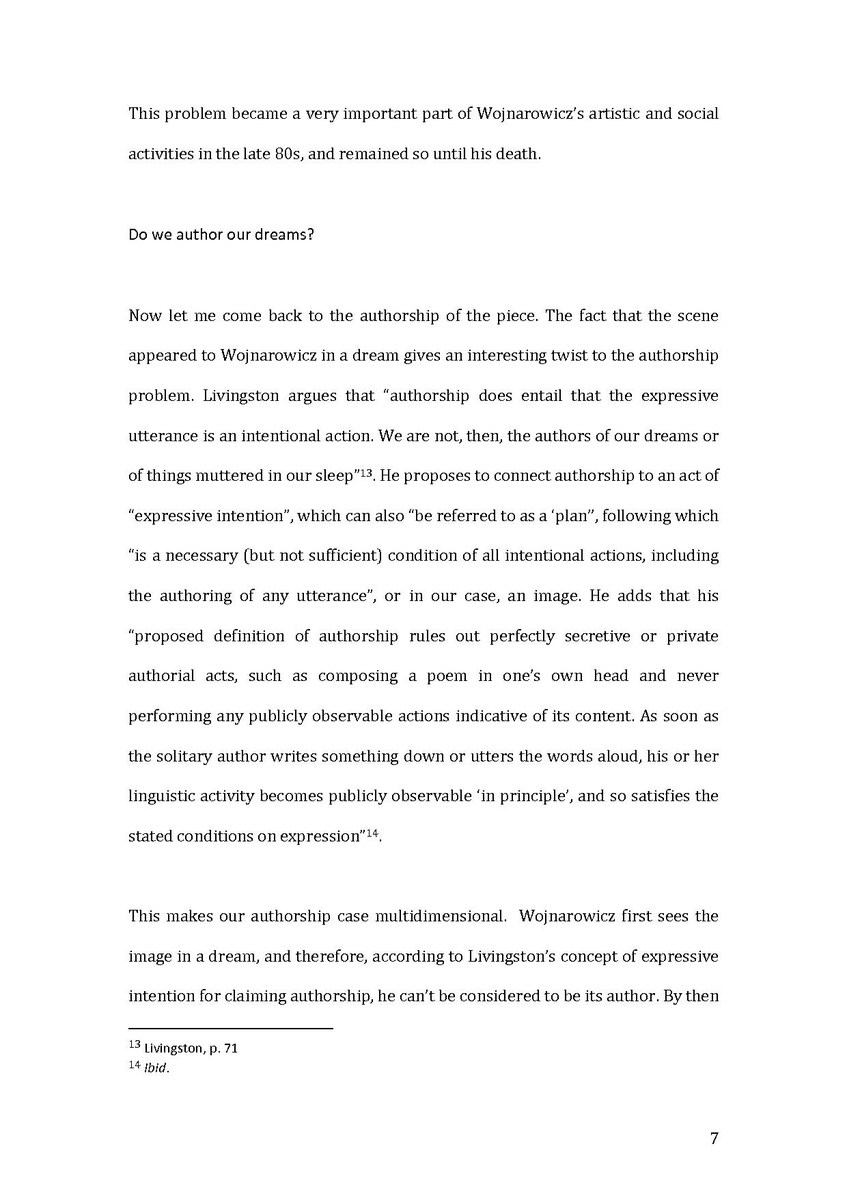 This problem became a very important part of Wojnarowicz’s artistic and social
activities in the late 80s, and remained so until his death.
Do we author our dreams?
Now let me come back to the authorship of the piece. The fact that the scene
appeared to Wojnarowicz in a dream gives an interesting twist to the authorship
problem. Livingston argues that “authorship does entail that the expressive
utterance is an intentional action. We are not, then, the authors of our dreams or
of things muttered in our sleep”13. He proposes to connect authorship to an act of
“expressive intention”, which can also “be referred to as a ‘plan”, following which
“is a necessary (but not sufficient) condition of all intentional actions, including
the authoring of any utterance”, or in our case, an image. He adds that his
“proposed definition of authorship rules out perfectly secretive or private
authorial acts, such as composing a poem in one’s own head and never
performing any publicly observable actions indicative of its content. As soon as
the solitary author writes something down or utters the words aloud, his or her
linguistic activity becomes publicly observable ‘in principle’, and so satisfies the
stated conditions on expression”14.
This makes our authorship case multidimensional.  Wojnarowicz first sees the
image in a dream, and therefore, according to Livingston’s concept of expressive
intention for claiming authorship, he can’t be considered to be its author. By then
13 Livingston, p. 71
14 Ibid.
7